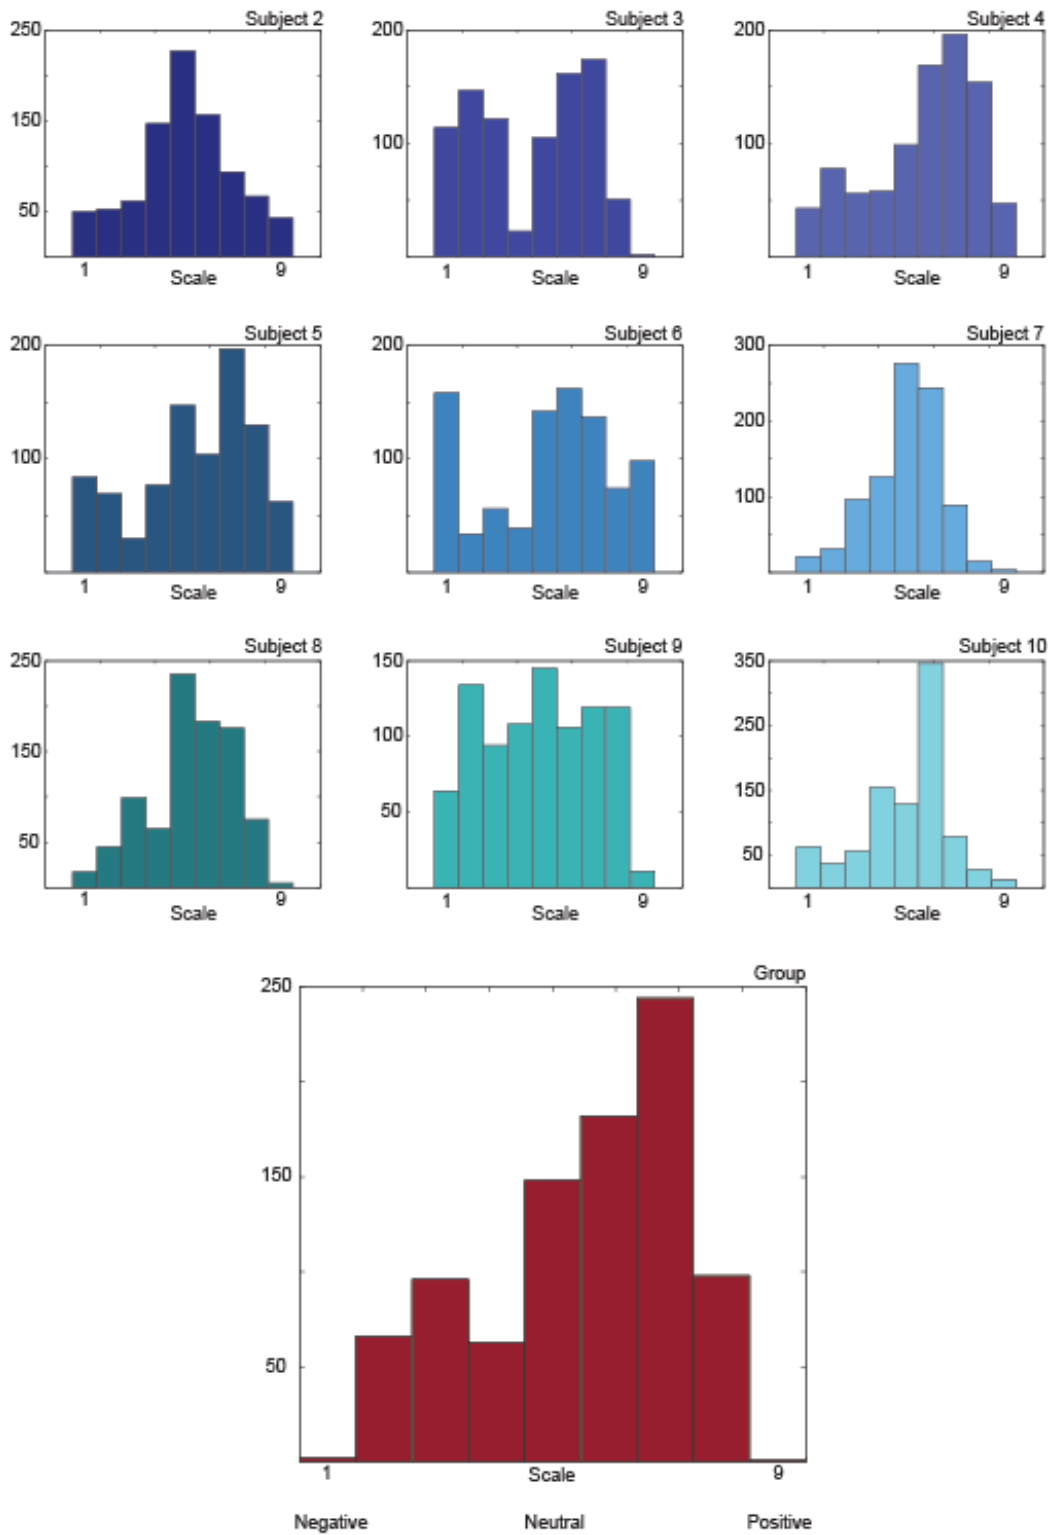 Subject 2
250
150
50
1
9
Scale
Subject 3
200
100
1
9
Scale
Subject 4
200
100
1
9
Scale
Subject 5
200
100
1
9
Scale
Subject 6
200
100
1
9
Scale
Subject 7
300
200
100
1
9
Scale
Subject 8
250
150
50
1
9
Scale
Subject 9
150
100
50
1
9
Scale
Subject 10
350
250
150
50
1
9
Scale
Group
250
150
50
1
Scale
9
Negative Neutral Positive